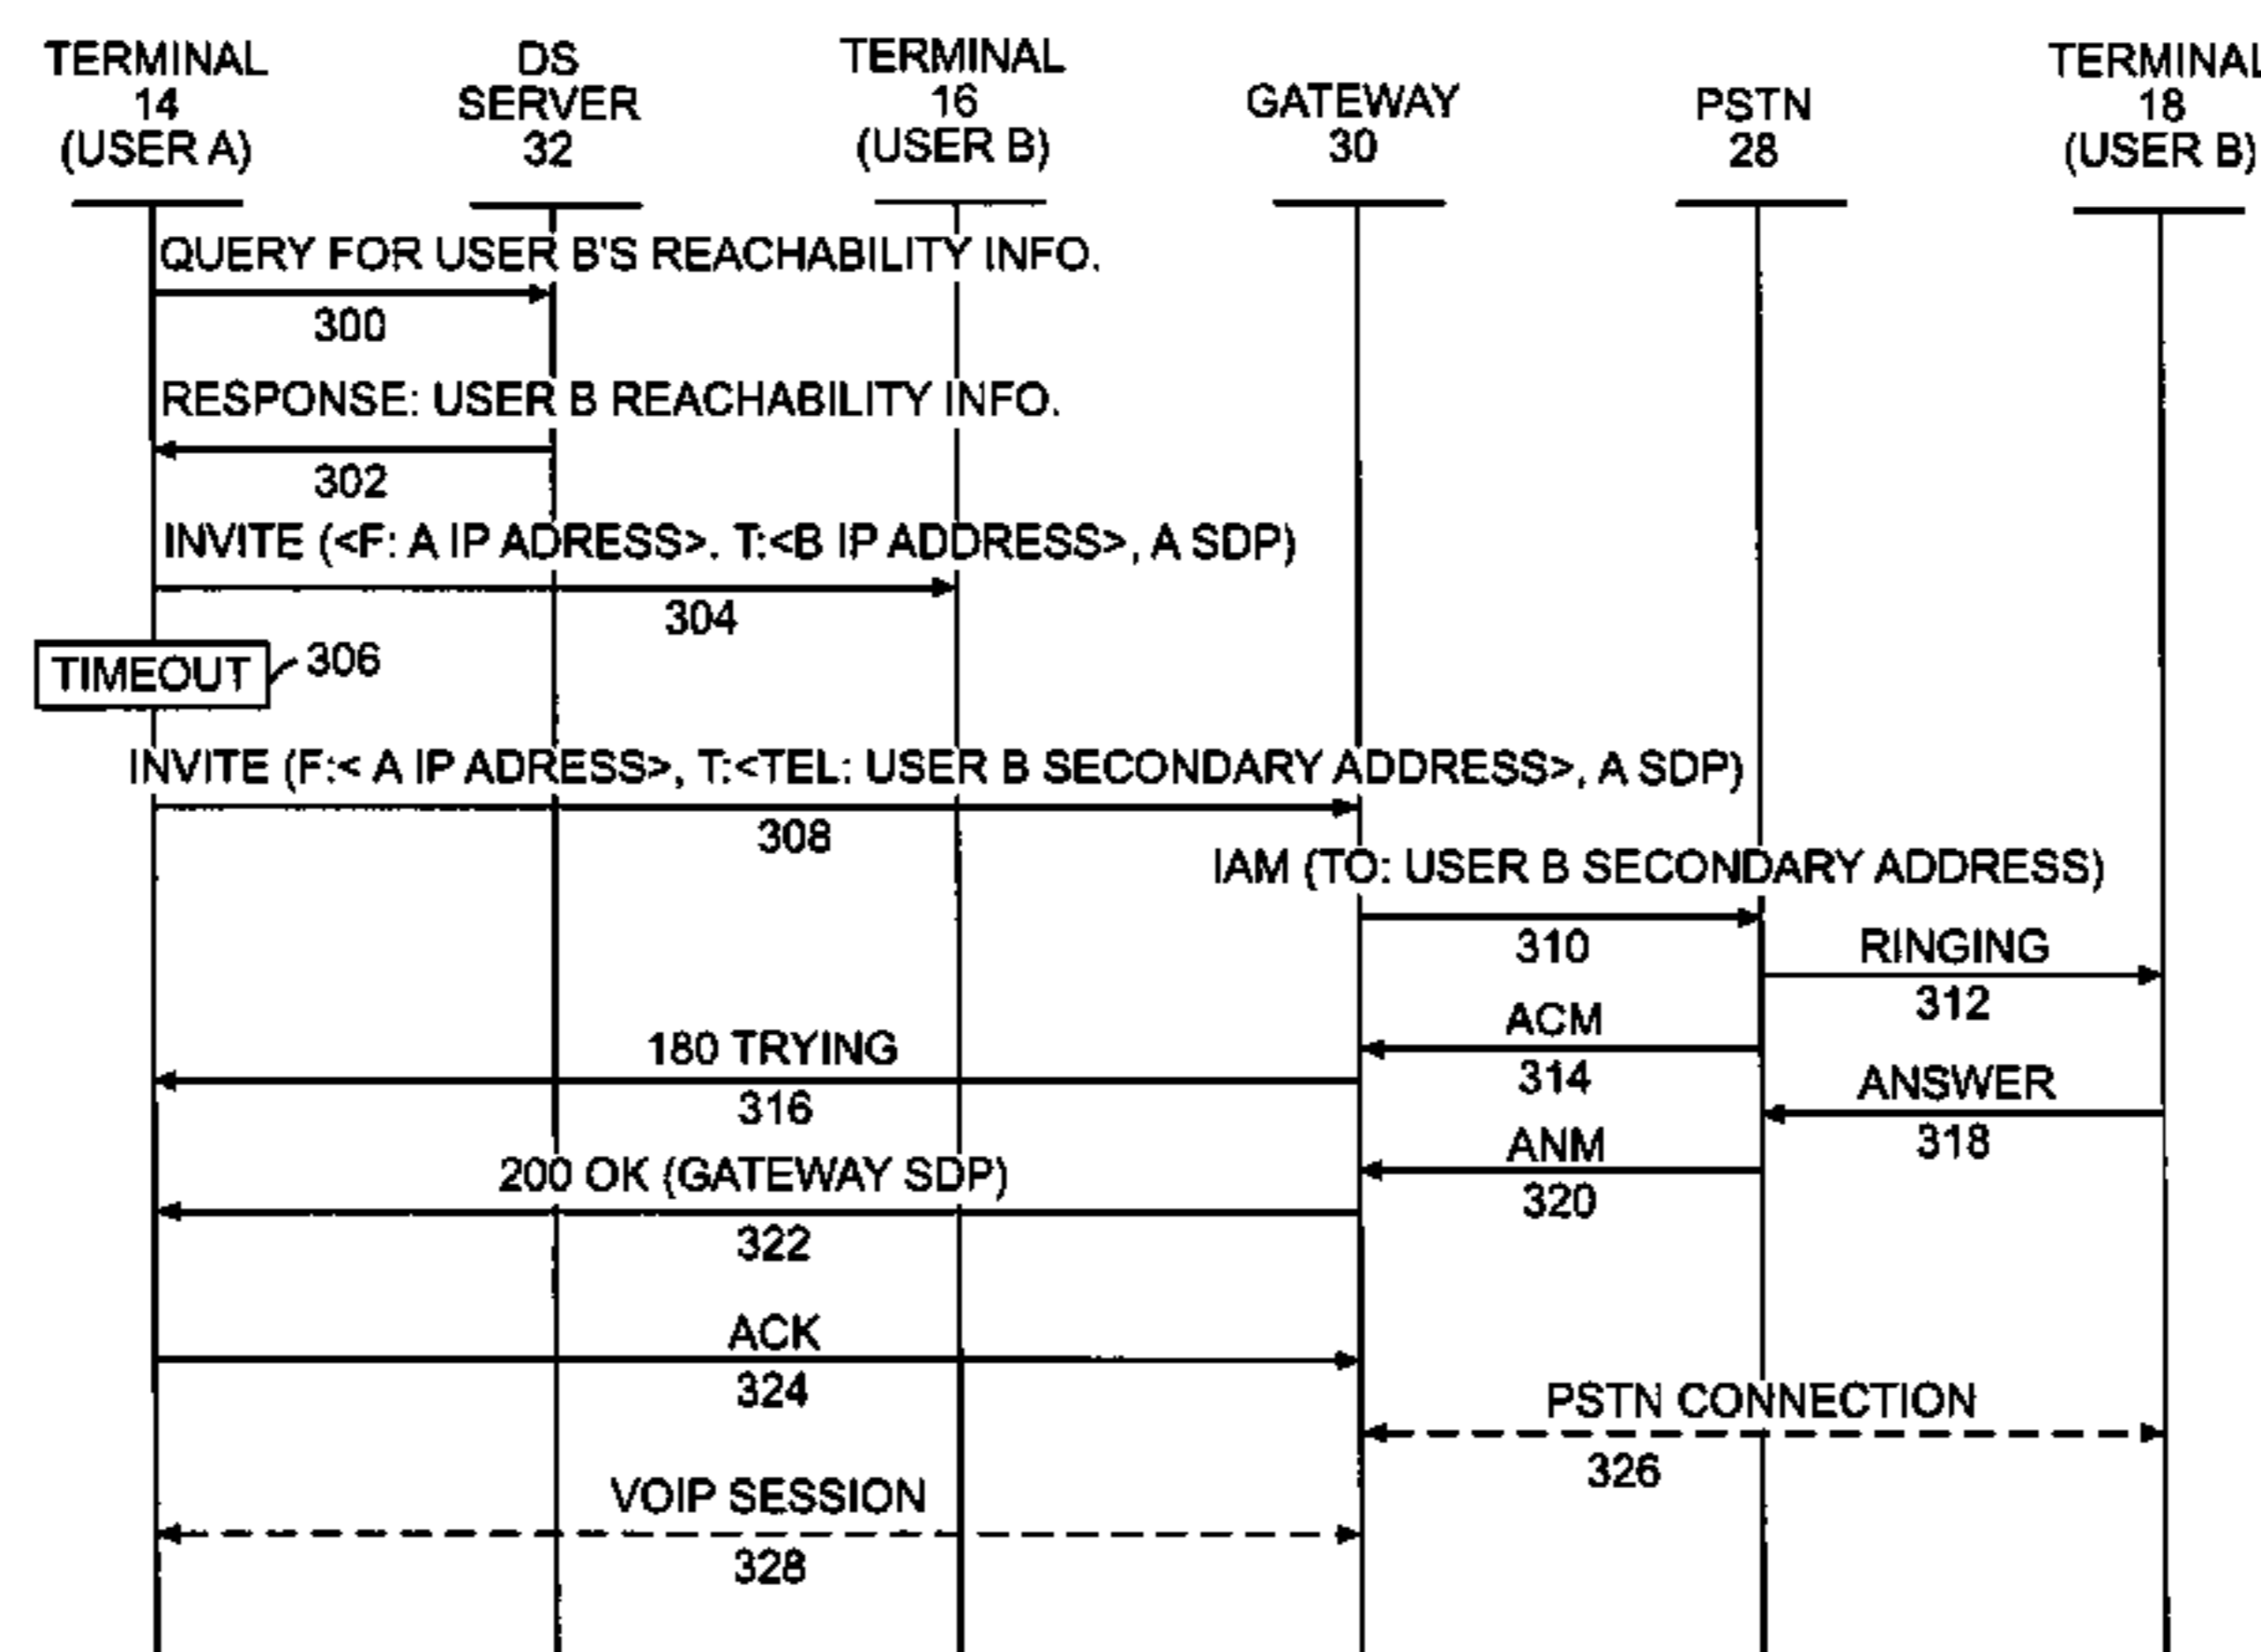 TERMINAL
14
(USER A)
DS
SERVER
32
TERMINAL
16
(USER B)
GATEWAY
30
PSTN
28
TERMINAL
18
(USER B)
QUERY FOR USER B'S REACHABILITY INFO.
300
RESPONSE: USER B REACHABILITY INFO.
302
INVITE (<F: A IP ADRESS>. T:<B IP ADDRESS>, A SDP)
304
TIMEOUT
306
INVITE (F:< A IP ADRESS>, T:<TEL: USER B SECONDARY ADDRESS>, A SDP)
308
IAM (TO: USER B SECONDARY ADDRESS)
310
RINGING
312
ACM
314
180 TRYING
316
ANSWER
318
ANM
320
200 OK (GATEWAY SDP)
322
ACK
324
PSTN CONNECTION
326
VOIP SESSION
328